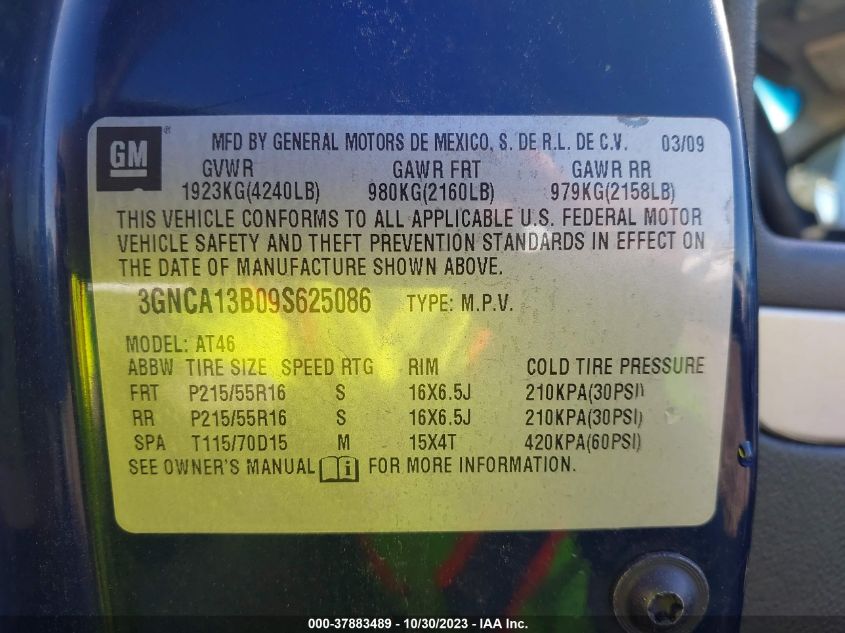 GM ® MFD BY GENERAL MOTORS DE MEXICO, S. DE R.L. DE C.V. 03/09
GVWR GAWR FRT GAWR RR
1923KG(4240LB) 980KG(2160LB) 979KG(2158LB)
THIS VEHICLE CONFORMS TO ALL APPLICABLE U.S. FEDERAL MOTOR
VEHICLE SAFETY AND THEFT PREVENTION STANDARDS IN EFFECT ON
THE DATE OF MANUFACTURE SHOWN ABOVE.
3GNCA13B09S625086 TYPE: M.P.V.
MODEL: AT46
ABBW TIRE SIZE SPEED RTG RIM COLD TIRE PRESSURE
FRT P215/55R16 S 16X6.5J 210KPA(30PSI)
RR P215/55R16 S 16X6.5J 210KPA(30PSI)
SPA T115/70D15 M 15X4T 420KPA(60PSI)
SEE OWNER'S MANUAL i FOR MORE INFORMATION.
000-37883489 - 10/30/2023 - IAA Inc.